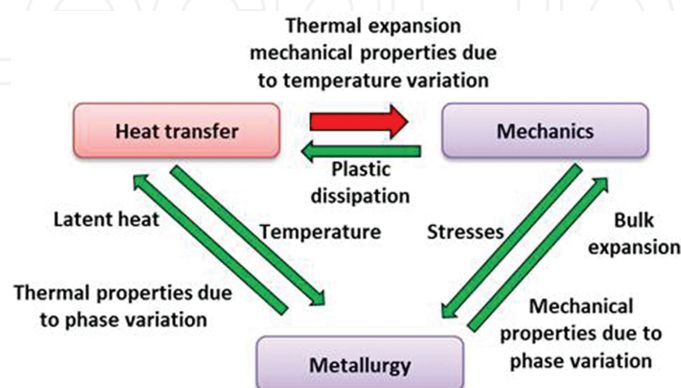 Thermal expansion
mechanical properties due
to temperature variation
Heat transfer
Mechanics
Plastic
dissipation
Latent heat
Temperature
Stresses
Bulk
expansion
Thermal properties due
to phase variation
Mechanical
properties due to
phase variation
Metallurgy